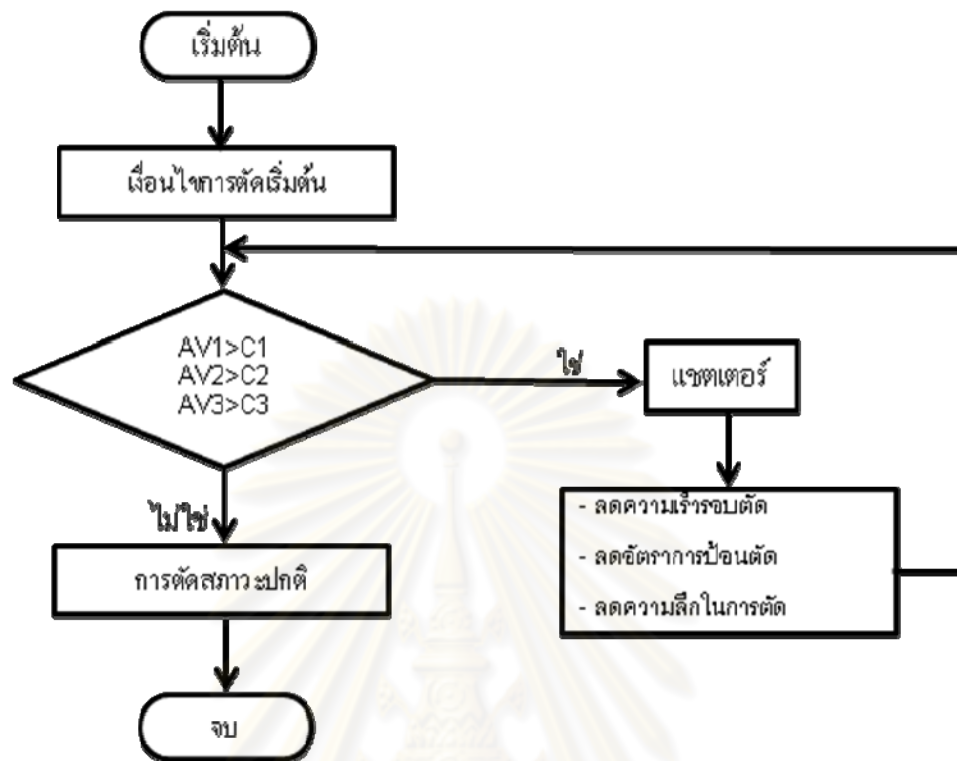 เริ่มต้น
เงื่อนไขการตัดเริ่มต้น
AV1>C1
AV2>C2
AV3>C3
ใช่
แชตเตอร์
- ลดความเร็วรอบตัด
- ลดอัตราการป้อนตัด
- ลดความลึกในการตัด
ไม่ใช่
การตัดสภาวะปกติ
จบ